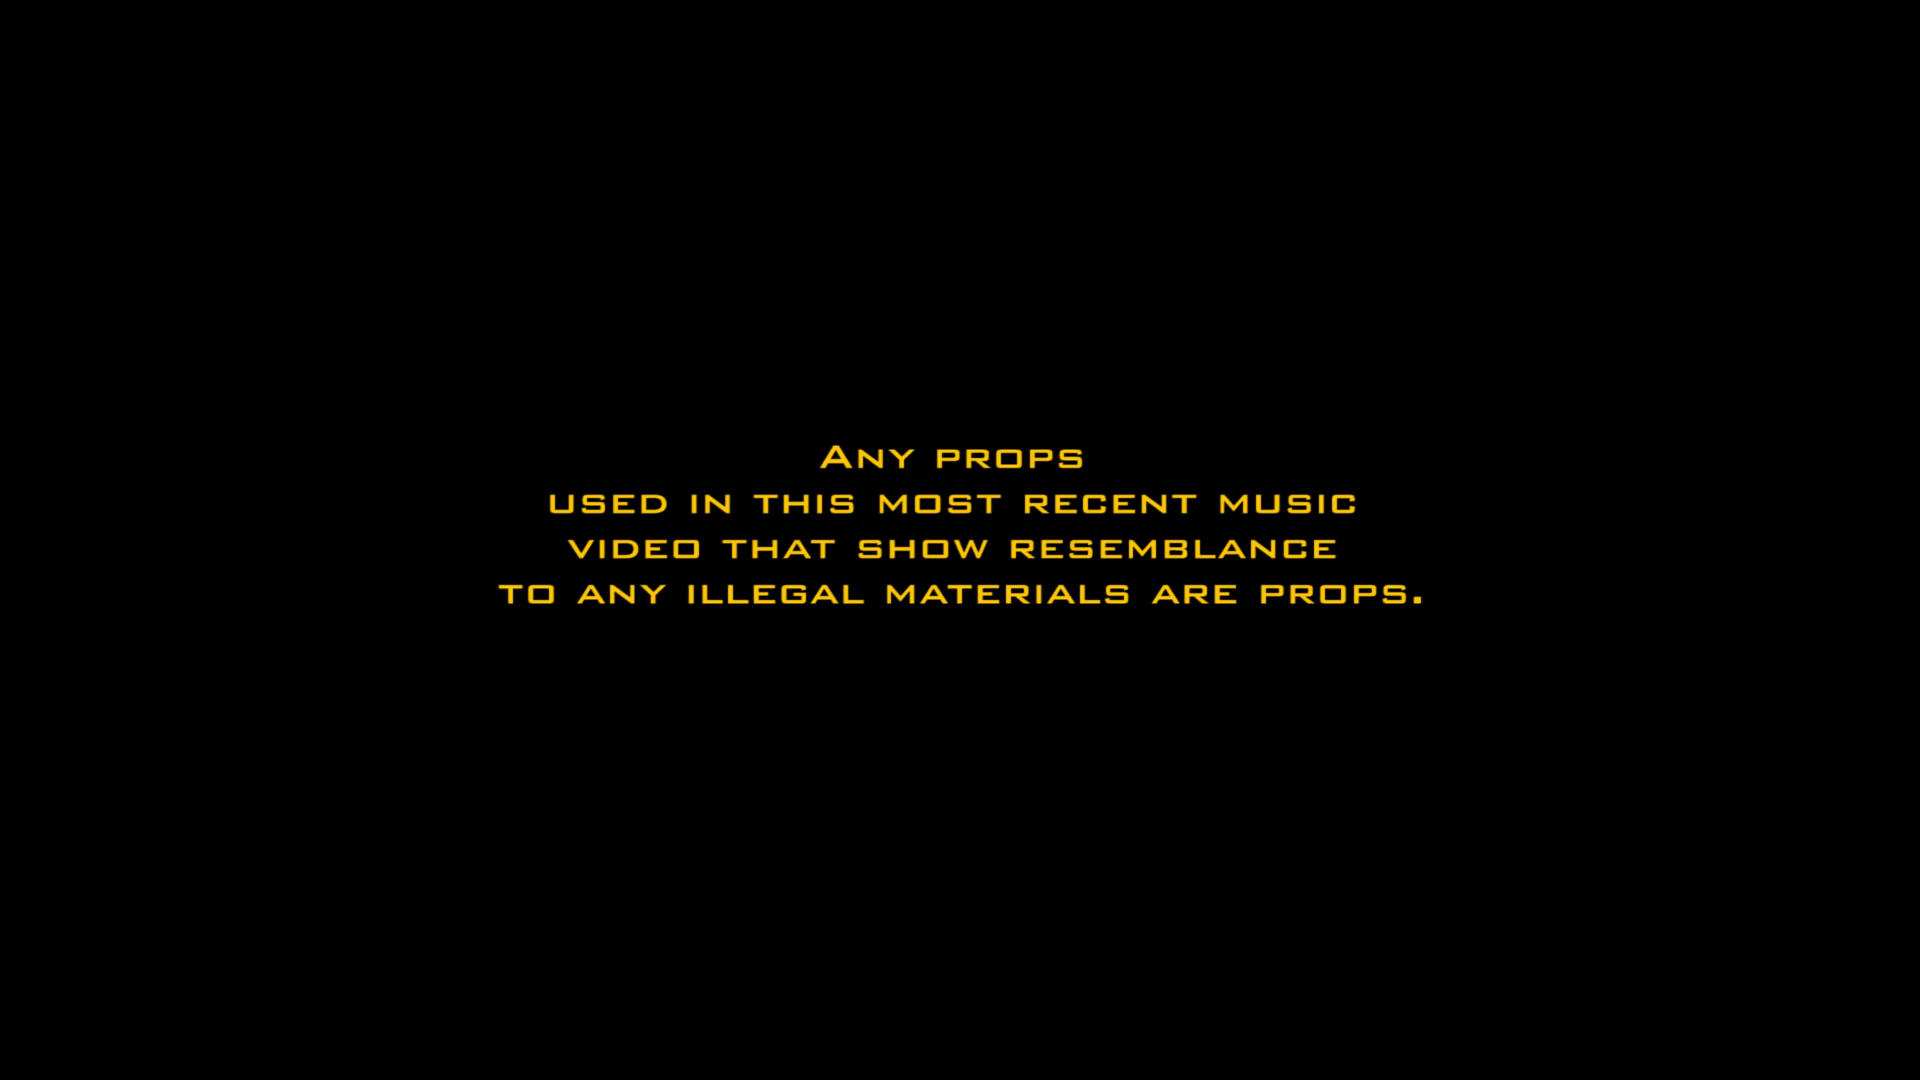 Any props
used in this most recent music
video that show resemblance
to any illegal materials are props.